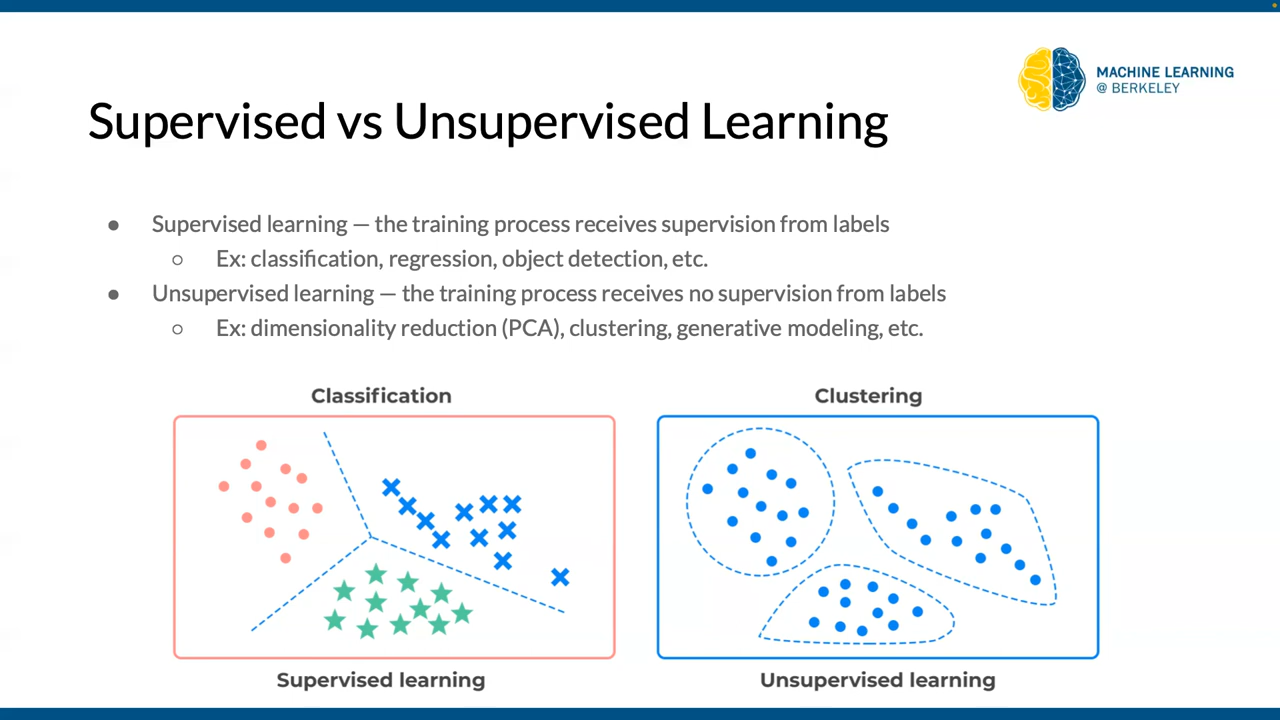 MACHINE LEARNING
@ BERKELEY
Supervised vs Unsupervised Learning
● Supervised learning — the training process receives supervision from labels
○ Ex: classification, regression, object detection, etc.
● Unsupervised learning — the training process receives no supervision from labels
○ Ex: dimensionality reduction (PCA), clustering, generative modeling, etc.
Classification
Clustering
Supervised learning
Unsupervised learning